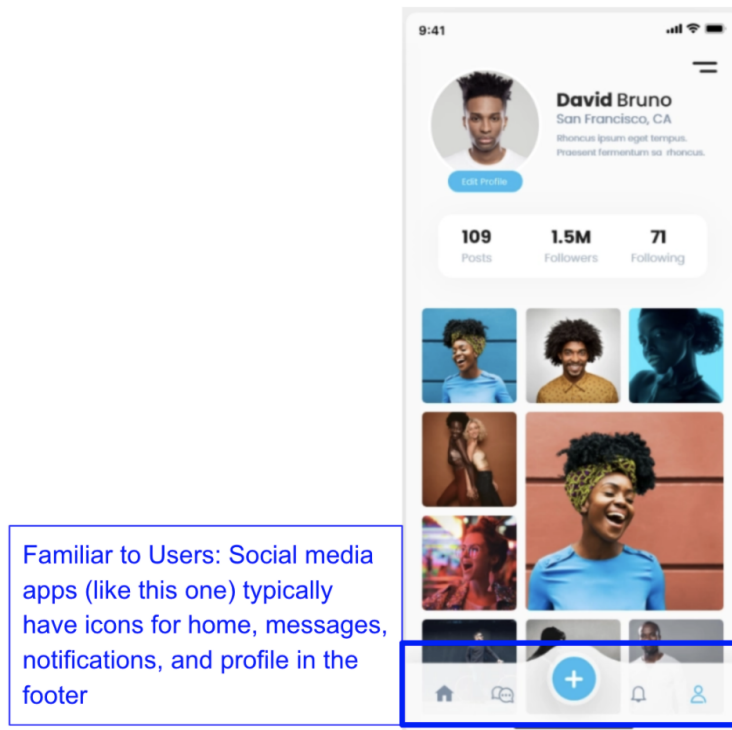 9:41
David Bruno
San Francisco, CA
Rhoncus ipsum eget tempus.
Praesent fermentum sa rhoncus.
Edit Profile
109 1.5M 71
Posts Followers Following
Familiar to Users: Social media
apps (like this one) typically
have icons for home, messages,
notifications, and profile in the
footer